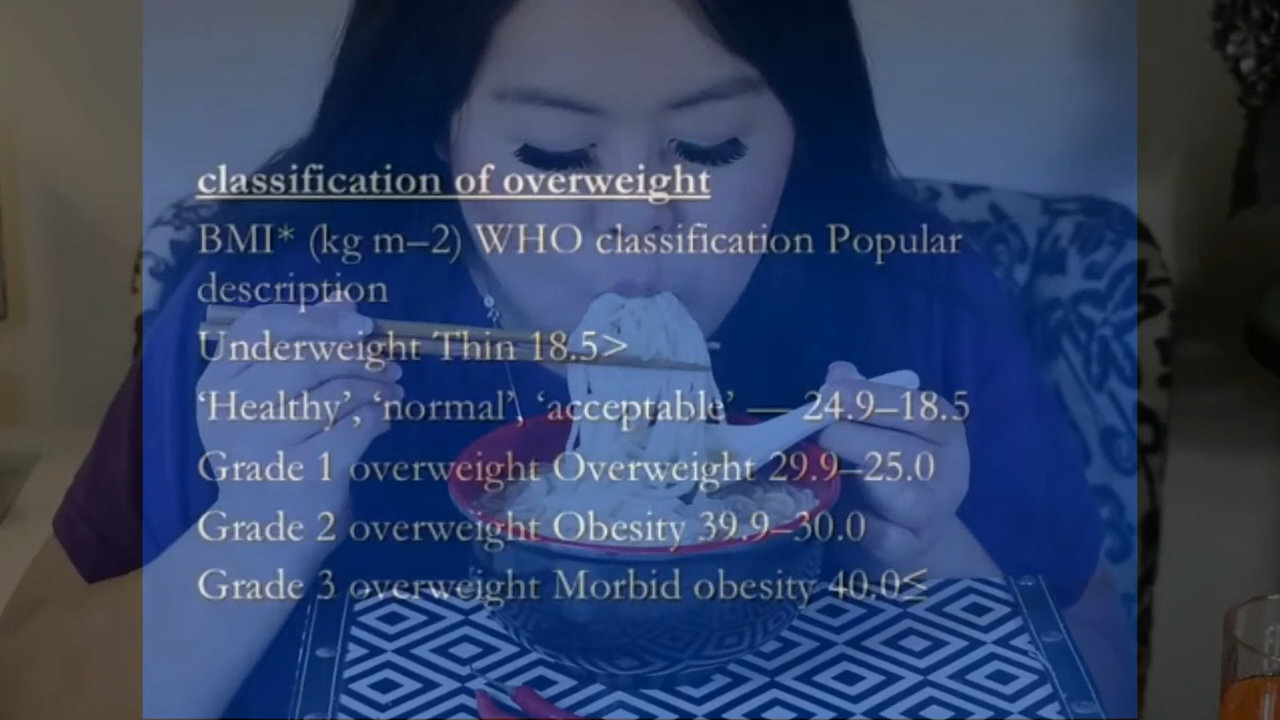 classification of overweight
BMI* (kg m–2) WHO classification Popular
description
Underweight Thin 18.5>
‘Healthy’, ‘normal’, ‘acceptable’ — 24.9–18.5
Grade 1 overweight Overweight 29.9–25.0
Grade 2 overweight Obesity 39.9–30.0
Grade 3 overweight Morbid obesity 40.0≤